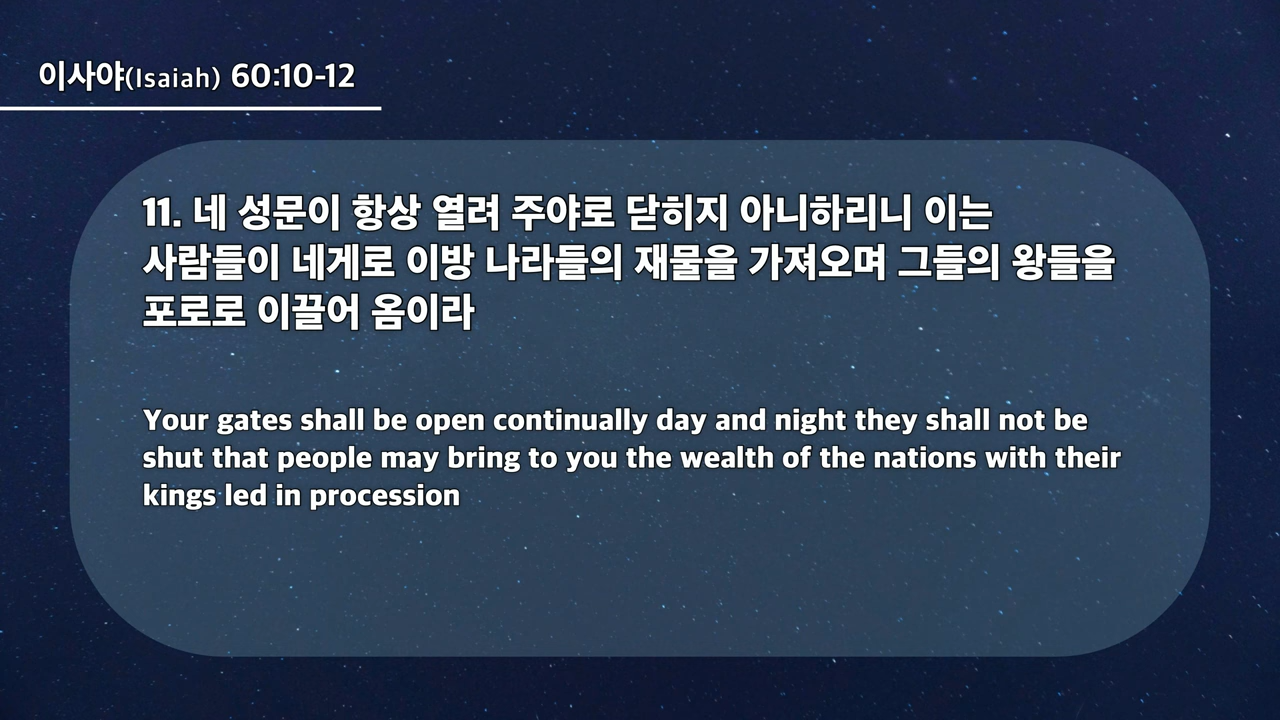 이사야(Isaiah) 60:10-12
11. 네 성문이 항상 열려 주야로 닫히지 아니하리니 이는
사람들이 네게로 이방 나라들의 재물을 가져오며 그들의 왕들을
포로로 이끌어 옴이라
Your gates shall be open continually day and night they shall not be
shut that people may bring to you the wealth of the nations with their
kings led in procession